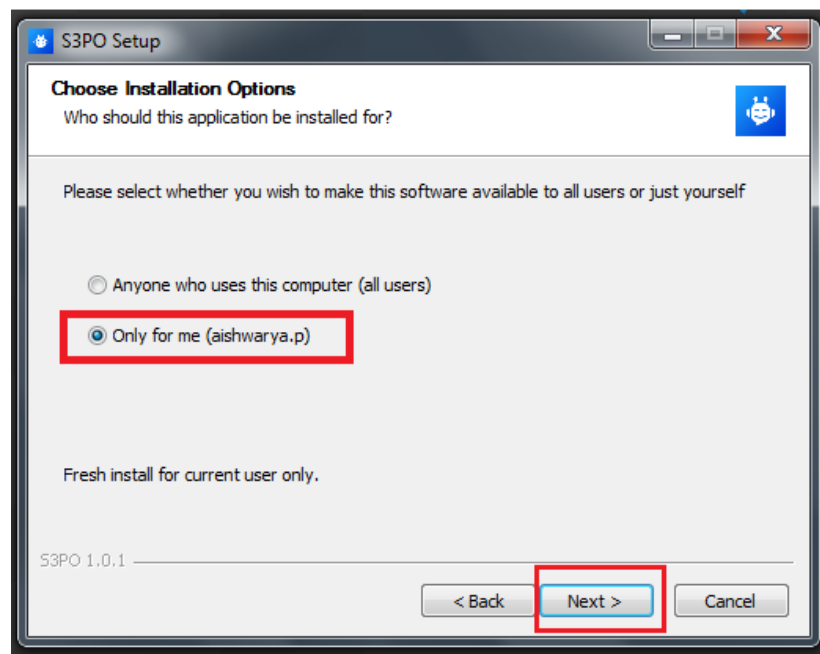 S3PO Setup
Choose Installation Options
Who should this application be installed for?
Please select whether you wish to make this software available to all users or just yourself
Anyone who uses this computer (all users)
Only for me (aishwarya.p)
Fresh install for current user only.
S3PO 1.0.1
< Back Next > Cancel